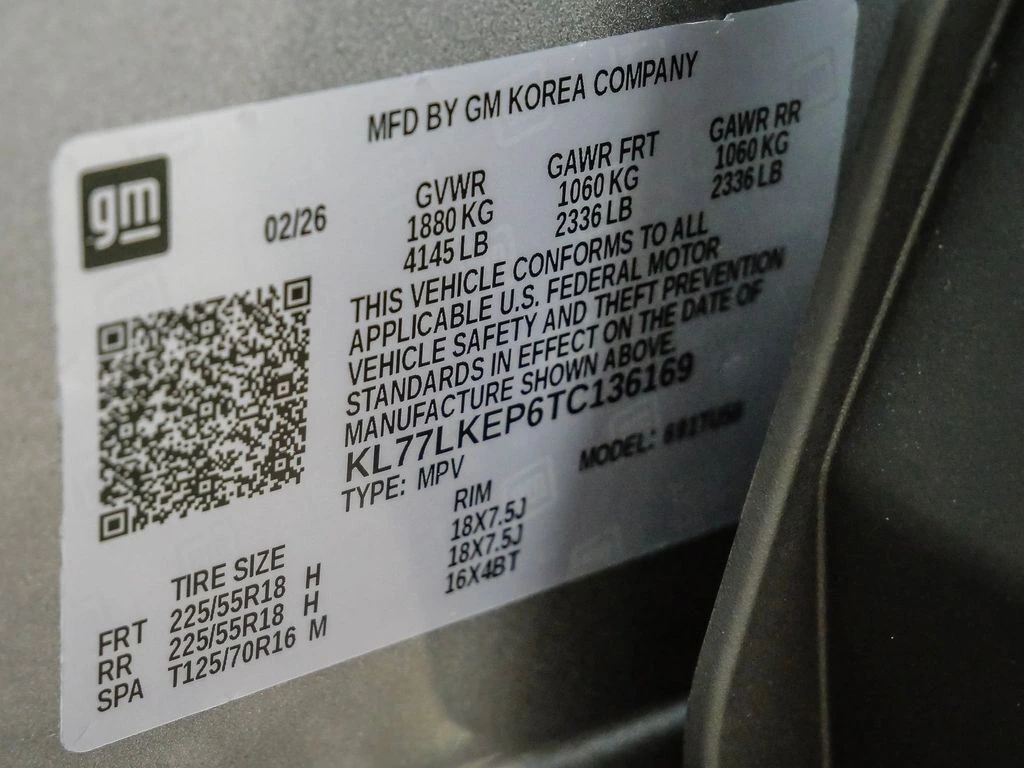 MFD BY GM KOREA COMPANY
gm
02/26
GVWR GAWR FRT GAWR RR
1880 KG 1060 KG 1060 KG
4145 LB 2336 LB 2336 LB
THIS VEHICLE CONFORMS TO ALL
APPLICABLE U.S. FEDERAL MOTOR
VEHICLE SAFETY AND THEFT PREVENTION
STANDARDS IN EFFECT ON THE DATE OF
MANUFACTURE SHOWN ABOVE.
KL77LKEP6TC136169
TYPE: MPV MODEL:
TIRE SIZE RIM
FRT 225/55R18 H 18X7.5J
RR 225/55R18 H 18X7.5J
SPA T125/70R16 M 16X4BT